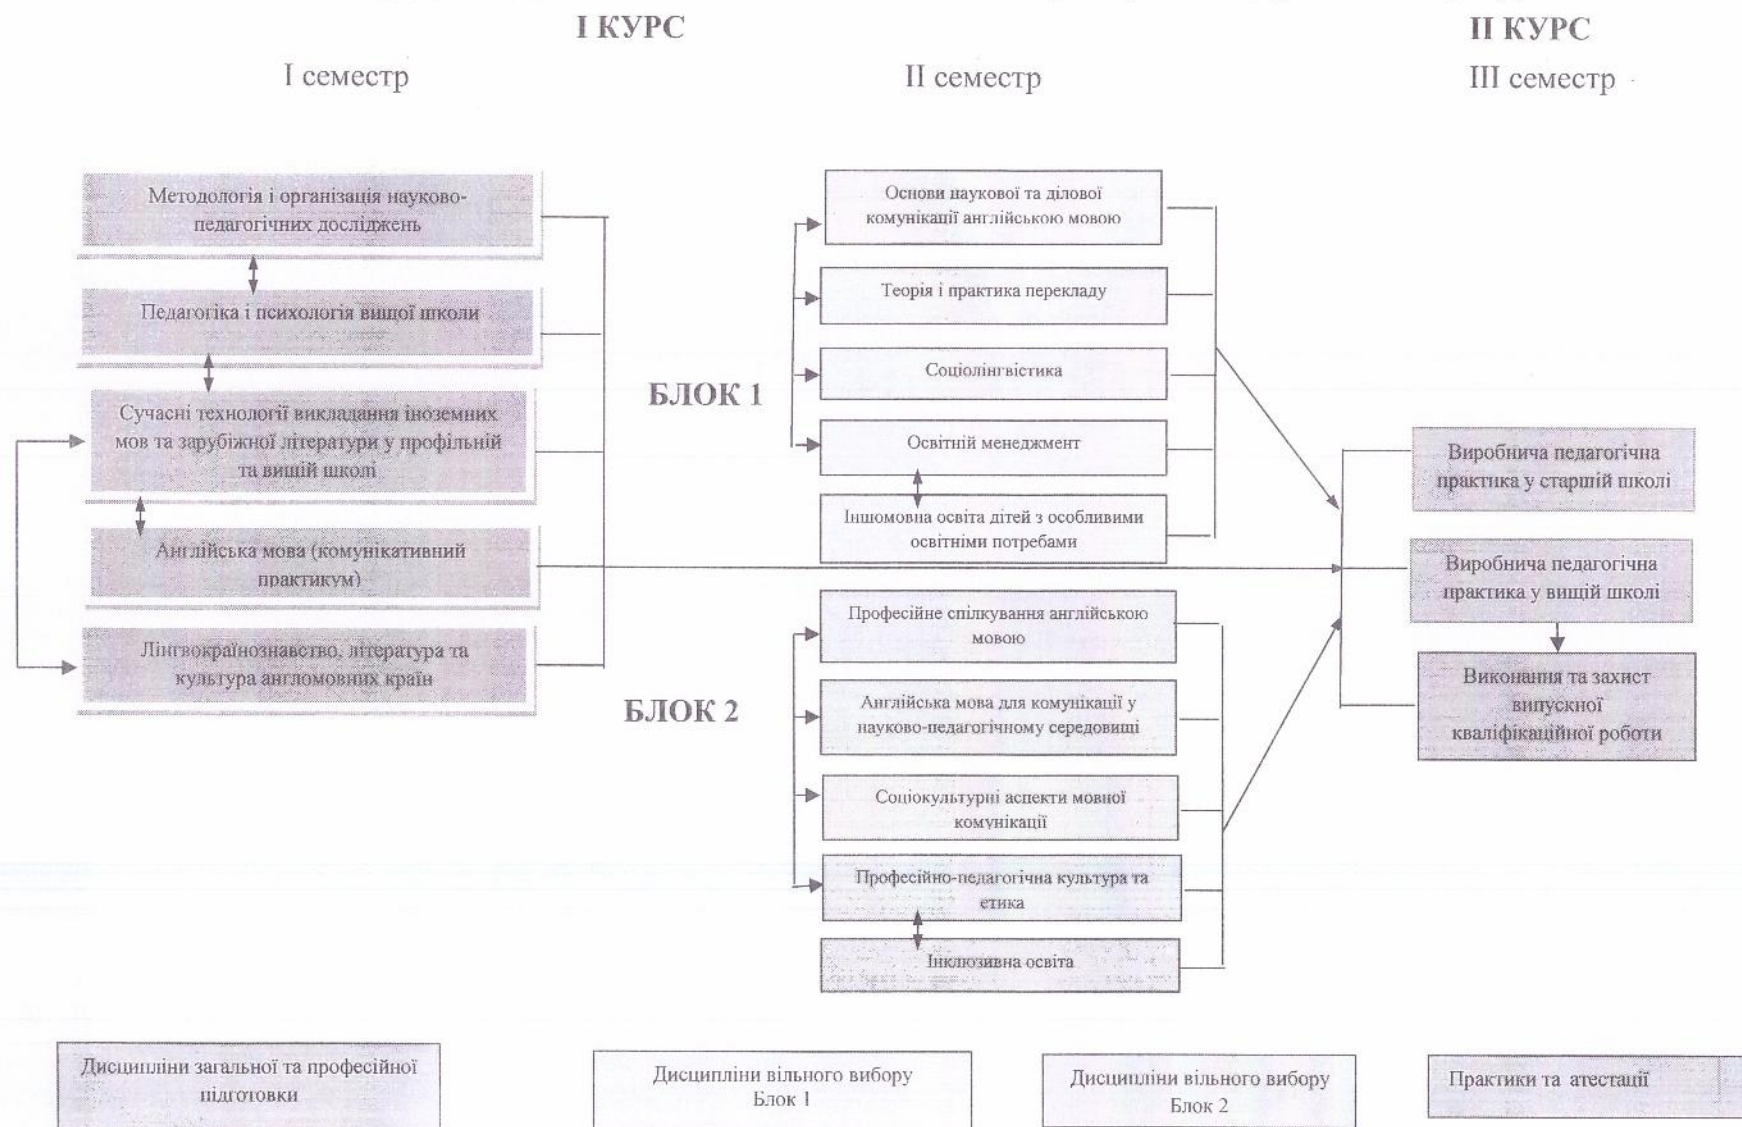 І КУРС
ІІ КУРС
І семестр
ІІ семестр
ІІІ семестр
Методологія і організація науково-
педагогічних досліджень
Педагогіка і психологія вищої школи
Сучасні технології викладання іноземних
мов та зарубіжної літератури у профільній
та вищій школі
Англійська мова (комунікативний
практикум)
Лінгвокраїнознавство, література та
культура англомовних країн
БЛОК 1
Основи наукової та ділової
комунікації англійською мовою
Теорія і практика перекладу
Соціолінгвістика
Освітній менеджмент
Іншомовна освіта дітей з особливими
освітніми потребами
БЛОК 2
Професійне спілкування англійською
мовою
Англійська мова для комунікації у
науково-педагогічному середовищі
Соціокультурні аспекти мовної
комунікації
Професійно-педагогічна культура та
етика
Інклюзивна освіта
Виробнича педагогічна
практика у старшій школі
Виробнича педагогічна
практика у вищій школі
Виконання та захист
випускної
кваліфікаційної роботи
Дисципліни загальної та професійної
підготовки
Дисципліни вільного вибору
Блок 1
Дисципліни вільного вибору
Блок 2
Практики та атестації